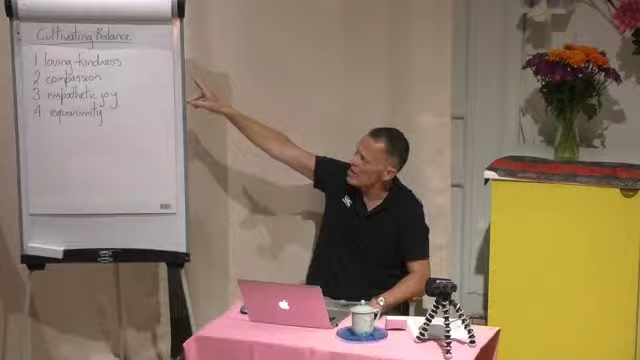 Cultivating Balance
1 loving-kindness
2 compassion
3 empathetic joy
4 equanimity